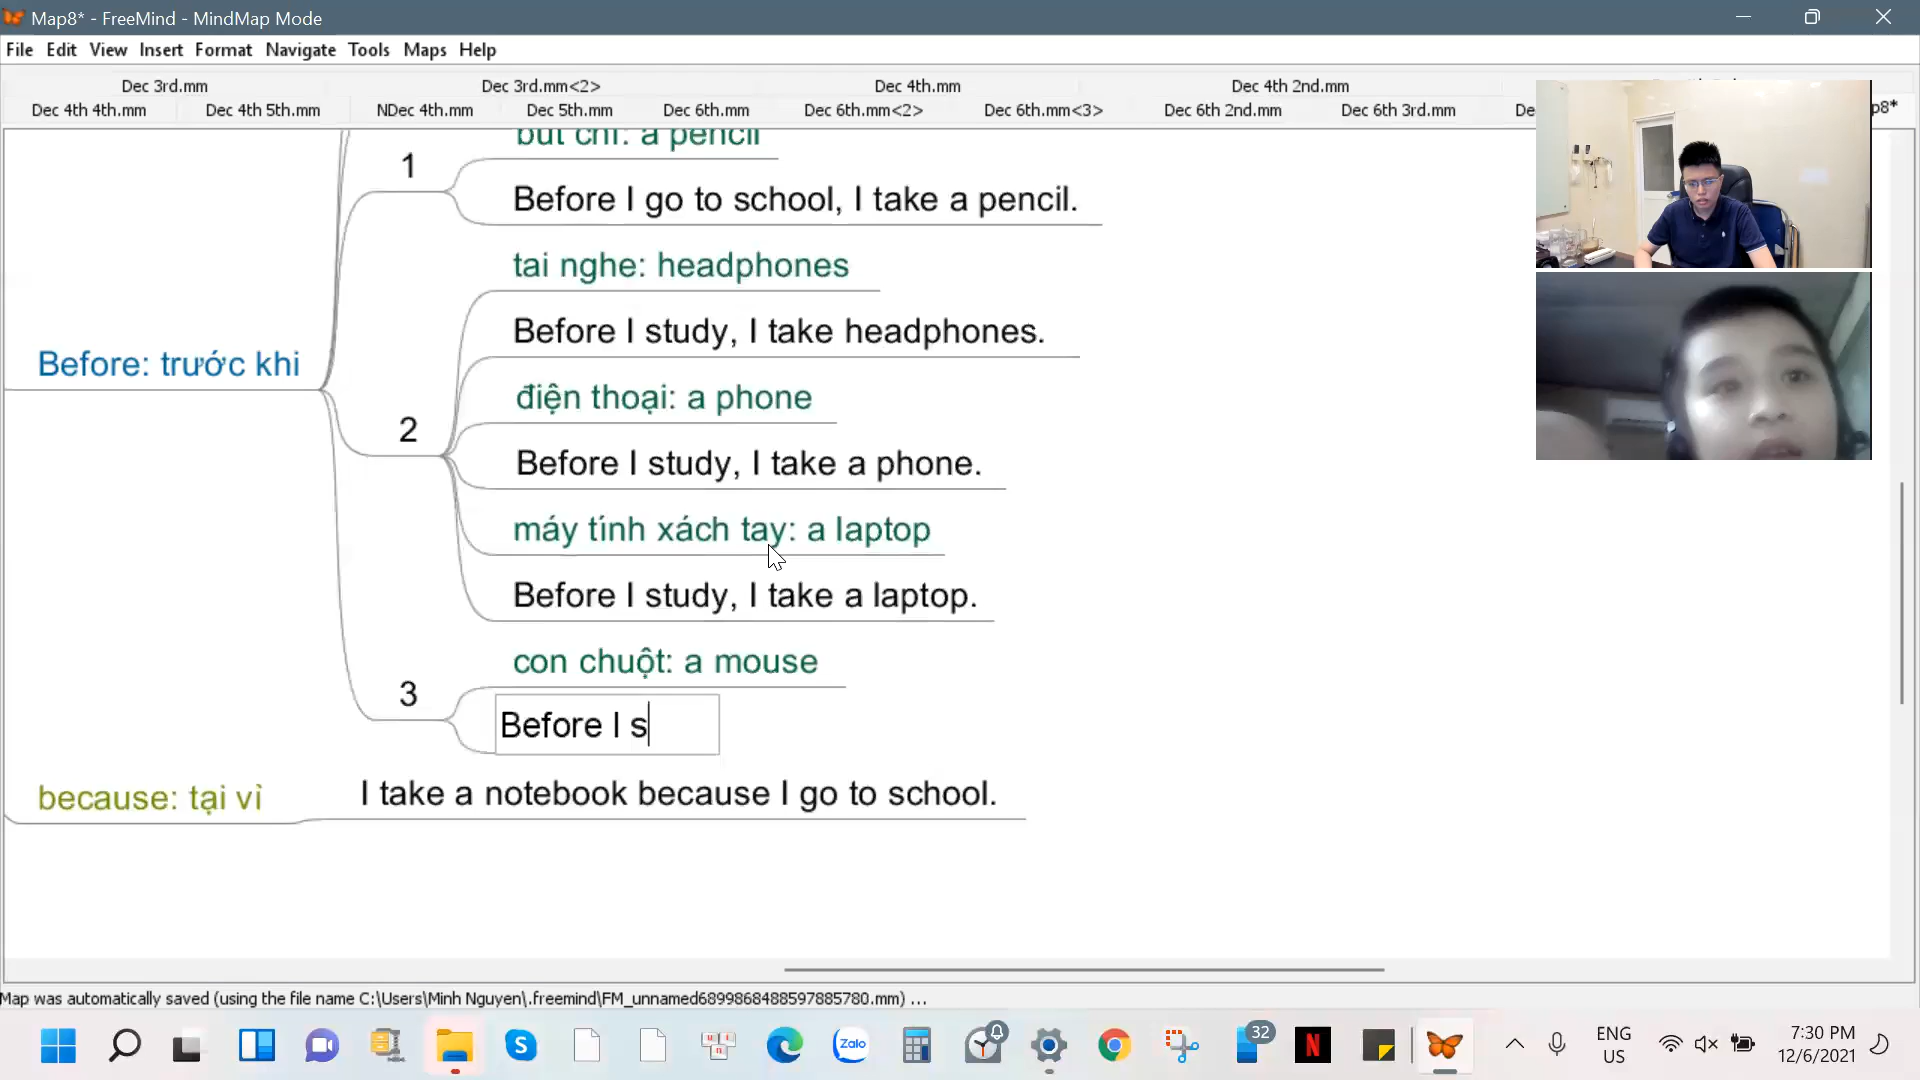 Map8* - FreeMind - MindMap Mode
File Edit View Insert Format Navigate Tools Maps Help
Dec 3rd.mm Dec 3rd.mm<2> Dec 4th.mm Dec 4th 2nd.mm
Dec 4th 4th.mm Dec 4th 5th.mm NDec 4th.mm Dec 5th.mm Dec 6th.mm Dec 6th.mm<2> Dec 6th.mm<3> Dec 6th 2nd.mm Dec 6th 3rd.mm De p8*
bút chì: a pencil
1
Before I go to school, I take a pencil.
tai nghe: headphones
Before I study, I take headphones.
Before: trước khi
điện thoại: a phone
2
Before I study, I take a phone.
máy tính xách tay: a laptop
Before I study, I take a laptop.
con chuột: a mouse
3
Before I s
because: tại vì
I take a notebook because I go to school.
Map was automatically saved (using the file name C:\Users\Minh Nguyen\.freemind\FM_unnamed6899868488597885780.mm) ...
Zalo
32
N
ENG
US
7:30 PM
12/6/2021